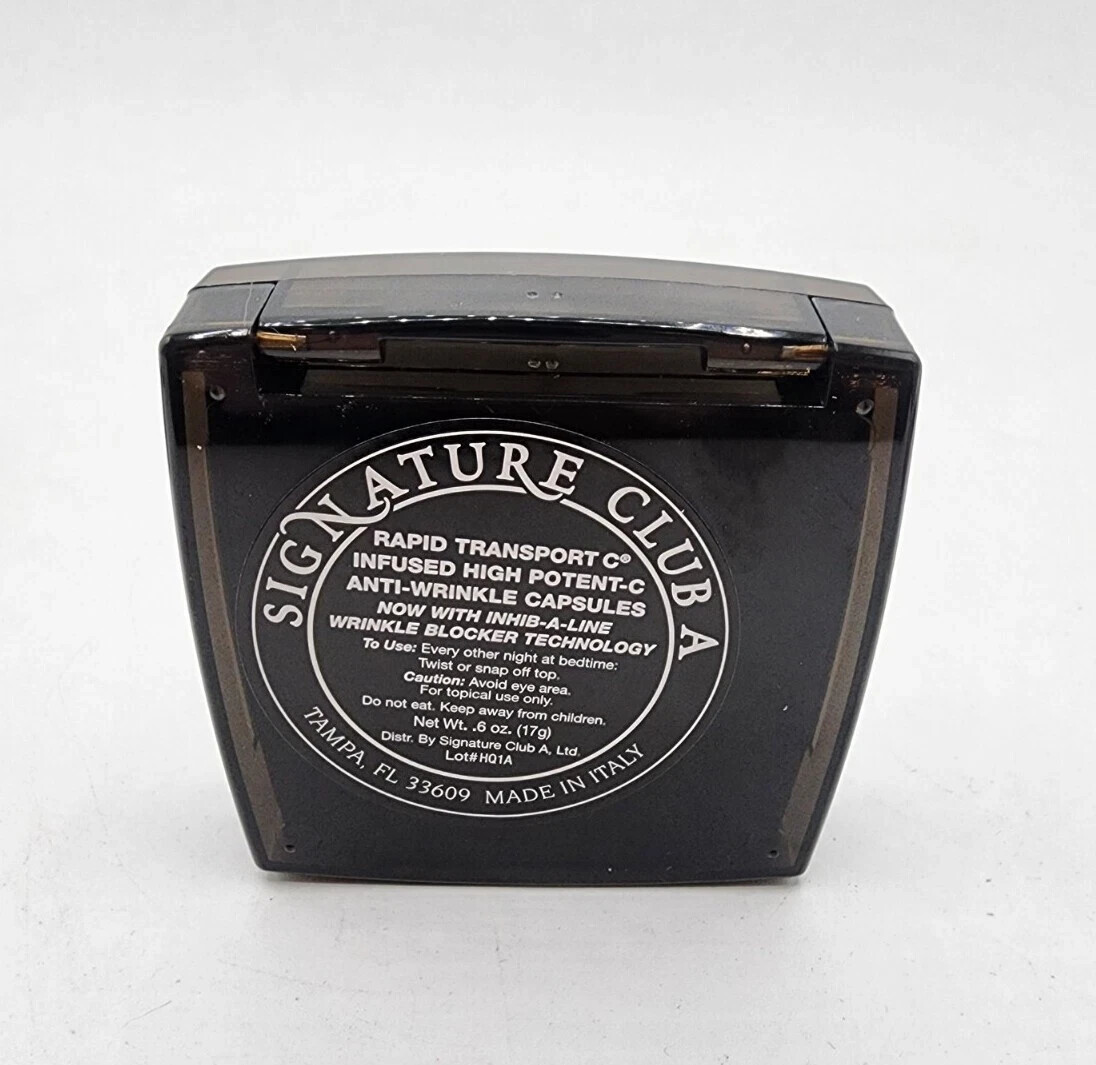 SIGNATURE CLUB A
RAPID TRANSPORT C®
INFUSED HIGH POTENT-C
ANTI-WRINKLE CAPSULES
NOW WITH INHIB-A-LINE
WRINKLE BLOCKER TECHNOLOGY
To Use: Every other night at bedtime:
Twist or snap off top.
Caution: Avoid eye area.
For topical use only.
Do not eat. Keep away from children.
Net Wt. .6 oz. (17g)
Distr. By Signature Club A, Ltd.
Lot# HQ1A
TAMPA, FL 33609 MADE IN ITALY